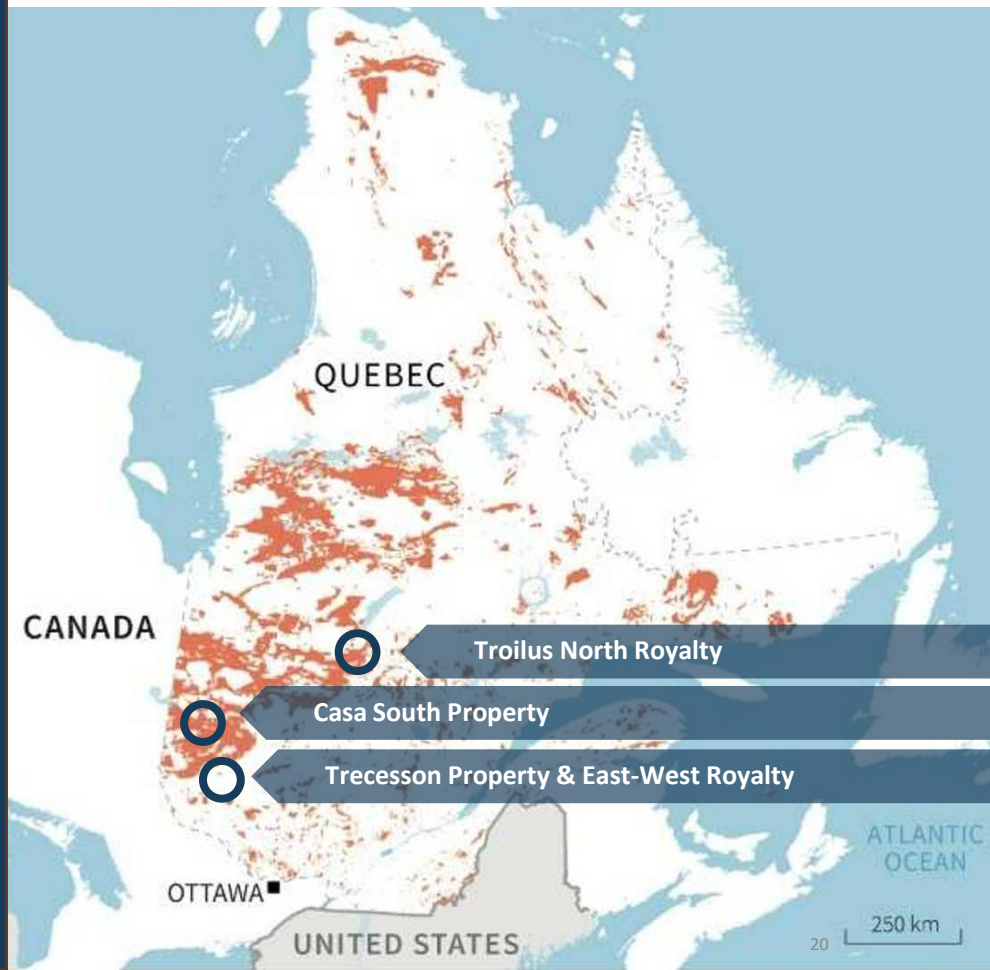 QUEBEC
CANADA
Troilus North Royalty
Casa South Property
Trecesson Property & East-West Royalty
ATLANTIC
OCEAN
OTTAWA
250 km
UNITED STATES
20